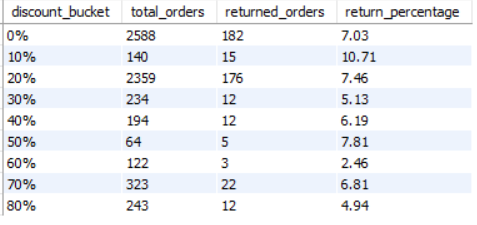 discount_bucket total_orders returned_orders return_percentage
0% 2588 182 7.03
10% 140 15 10.71
20% 2359 176 7.46
30% 234 12 5.13
40% 194 12 6.19
50% 64 5 7.81
60% 122 3 2.46
70% 323 22 6.81
80% 243 12 4.94